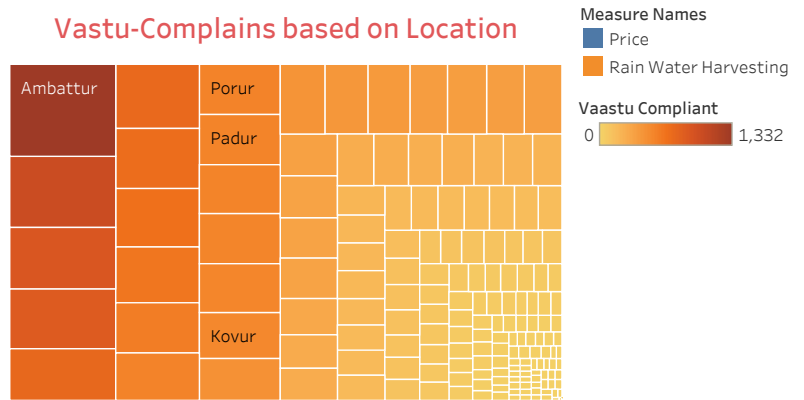 Vastu-Complains based on Location
Measure Names
Price
Rain Water Harvesting
Vaastu Compliant
0 1,332
Ambattur
Porur
Padur
Kovur